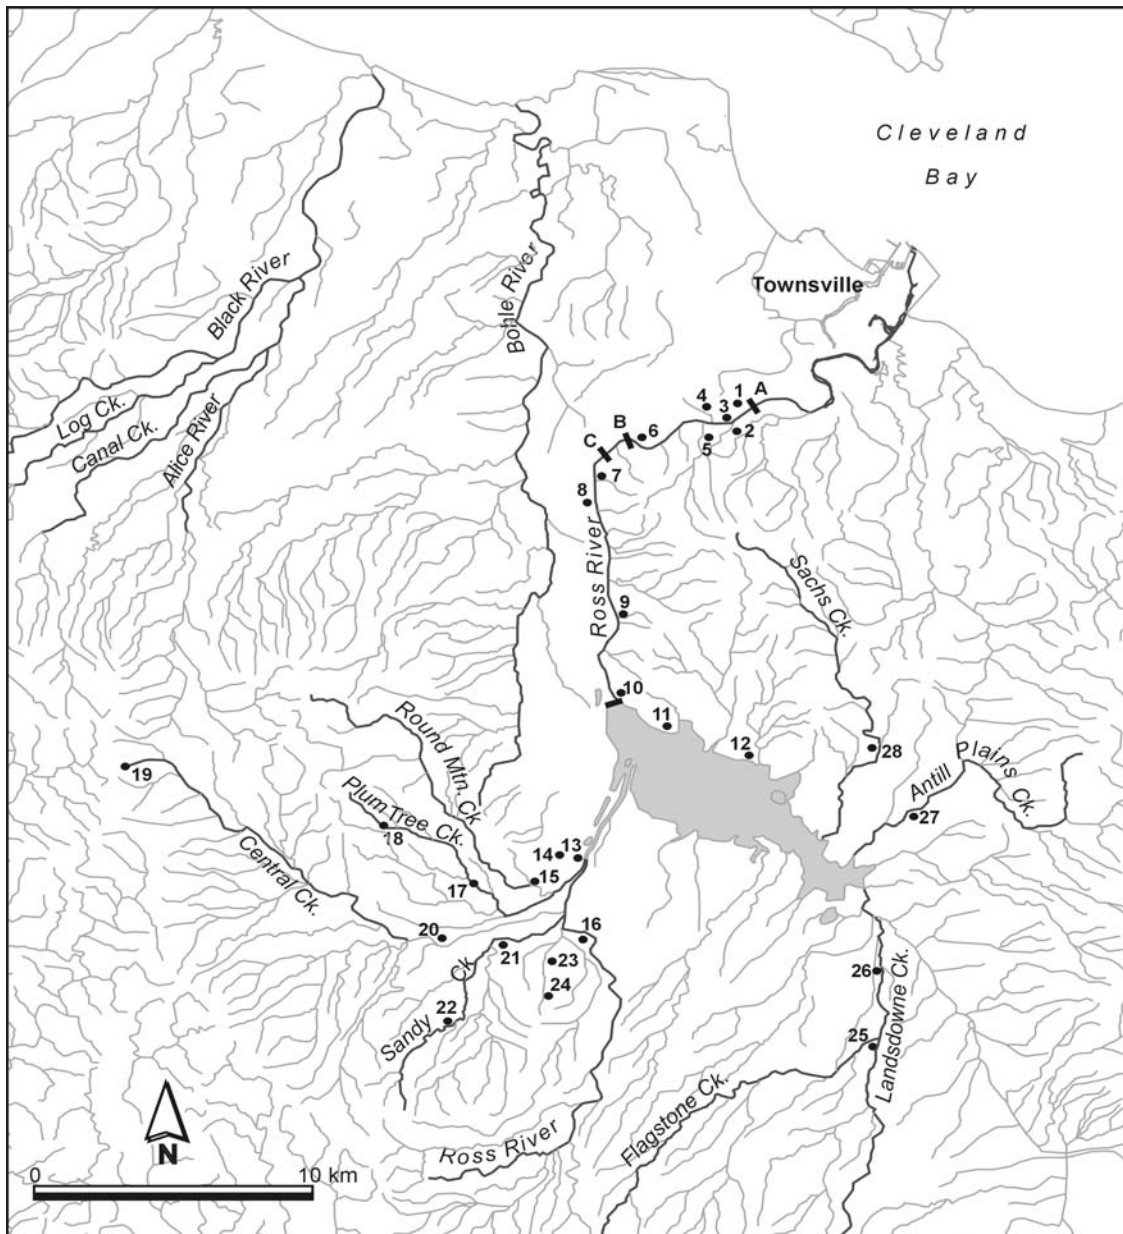 Cleveland
Bay
Townsville
Black River
Bohle River
Log Ck.
Canal Ck.
Alice River
A
1
4
3
B
6
2
5
C
7
8
Ross River
9
Sachs Ck.
10
11
12
28
Antill Plains Ck.
27
19
Round Mtn. Ck
Plum Tree Ck.
18
Central Ck.
14
13
15
17
16
20
21
23
Sandy Ck
24
22
26
25
Landsdowne Ck.
Flagstone Ck.
Ross River
N
0
10 km